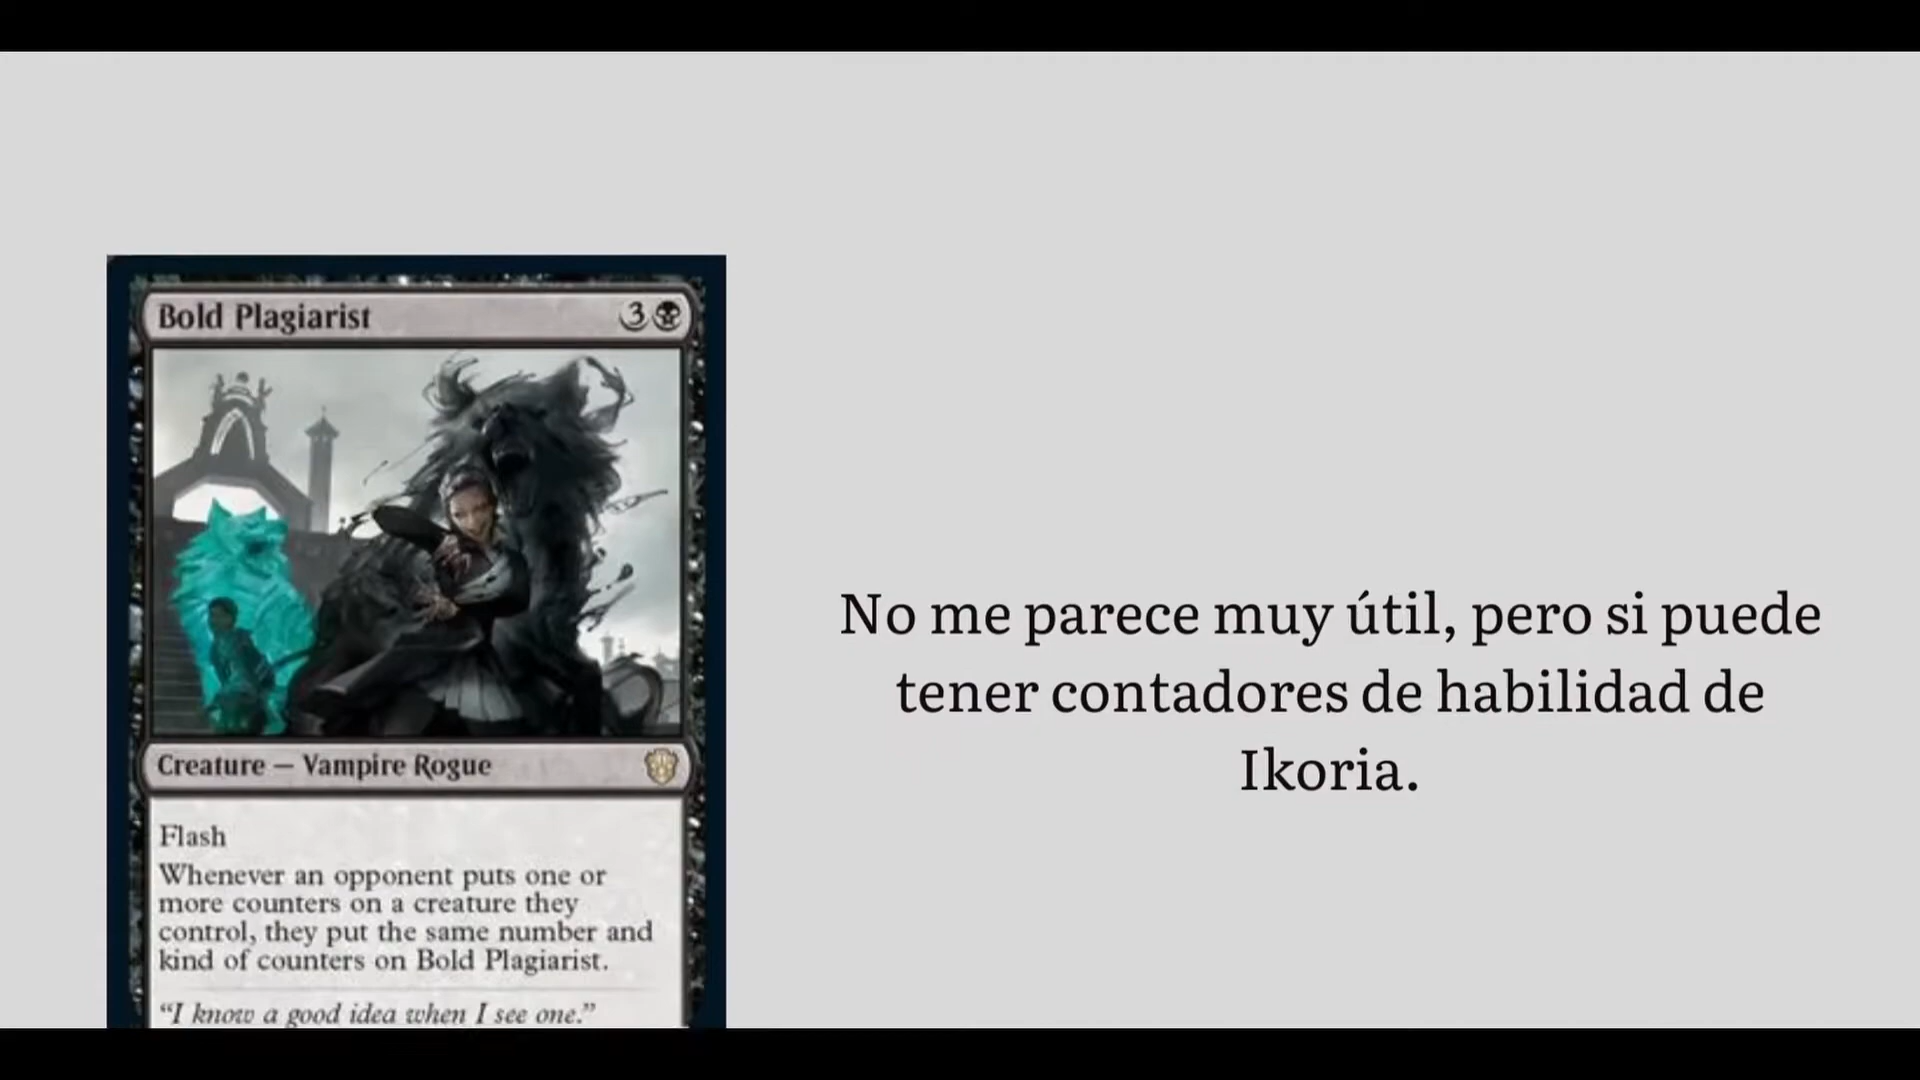 Bold Plagiarist 3
Creature — Vampire Rogue
Flash
Whenever an opponent puts one or
more counters on a creature they
control, they put the same number and
kind of counters on Bold Plagiarist.
“I know a good idea when I see one.”
No me parece muy útil, pero si puede
tener contadores de habilidad de
Ikoria.